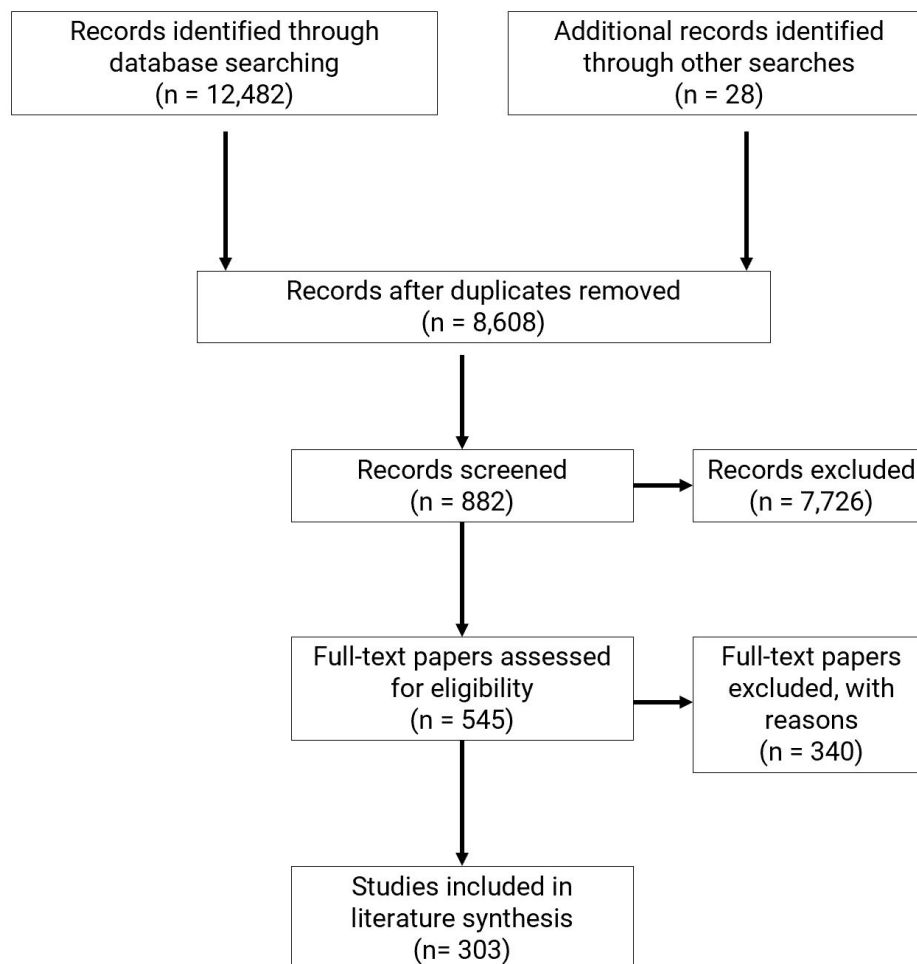 Records identified through
database searching
(n = 12,482)
Additional records identified
through other searches
(n = 28)
Records after duplicates removed
(n = 8,608)
Records screened
(n = 882)
Records excluded
(n = 7,726)
Full-text papers assessed
for eligibility
(n = 545)
Full-text papers
excluded, with
reasons
(n = 340)
Studies included in
literature synthesis
(n= 303)